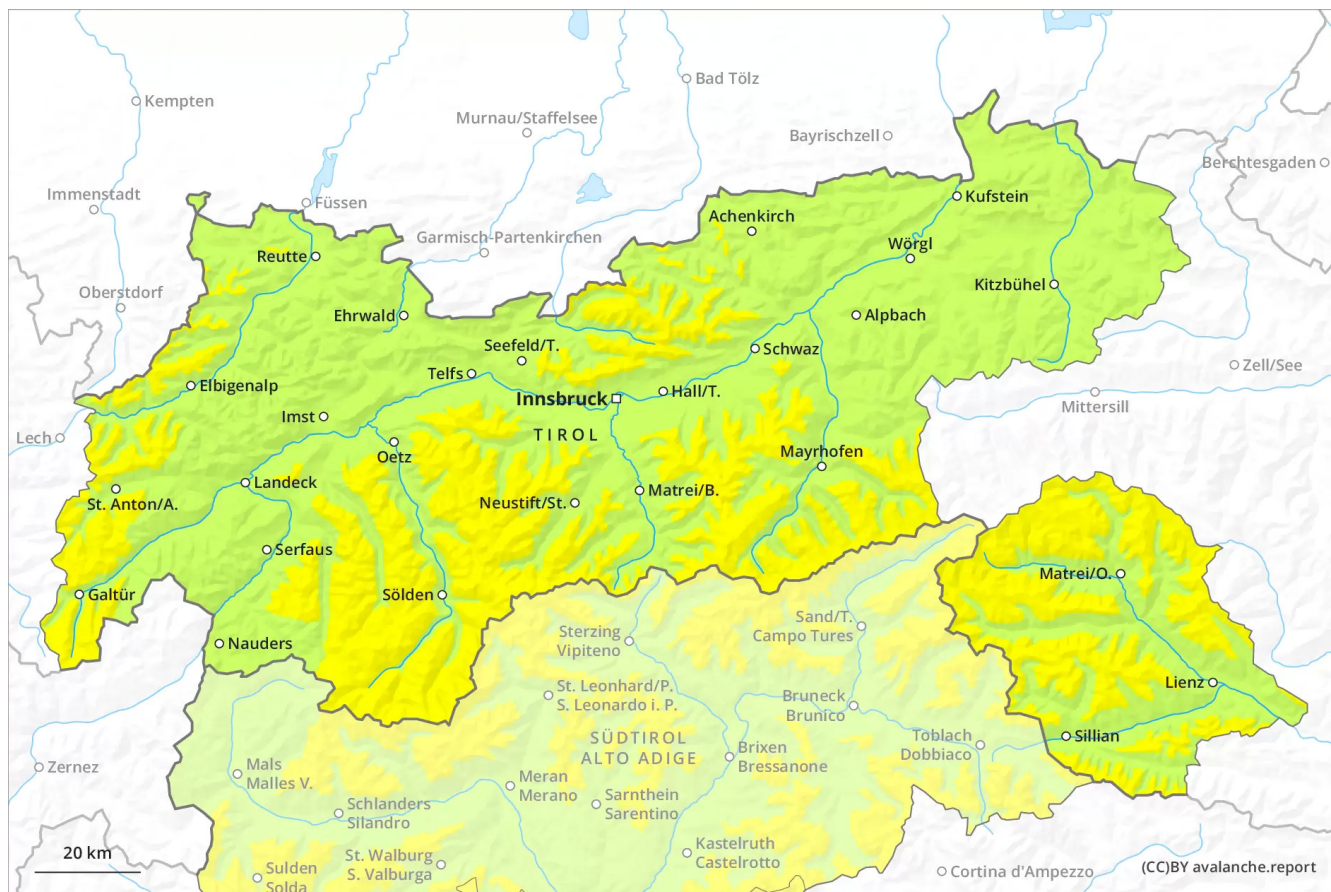 Kempten
Bad Tölz
Murnau/Staffelsee
Bayrischzell
Berchtesgaden
Immenstadt
Füssen
Kufstein
Achenkirch
Garmisch-Partenkirchen
Wörgl
Reutte
Kitzbühel
Oberstdorf
Ehrwald
Alpbach
Seefeld/T.
Schwaz
Zell/See
Telfs
Elbigenalp
Innsbruck
Hall/T.
Mittersill
Imst
TIROL
Lech
Oetz
Mayrhofen
Landeck
St. Anton/A.
Neustift/St.
Matrei/B.
Serfaus
Matrei/O.
Galtür
Sölden
Sand/T.
Campo Tures
Sterzing
Vipiteno
Nauders
Lienz
St. Leonhard/P.
S. Leonardo i. P.
Bruneck
Brunico
SÜDTIROL
ALTO ADIGE
Toblach
Dobbiaco
Sillian
Brixen
Bressanone
Zernez
Mals
Malles V.
Meran
Merano
Schlanders
Silandro
Sarnthein
Sarentino
20 km
St. Walburg
S. Valburga
Kastelruth
Castelrotto
Sulden
Solda
Cortina d'Ampezzo
(CC)BY avalanche.report